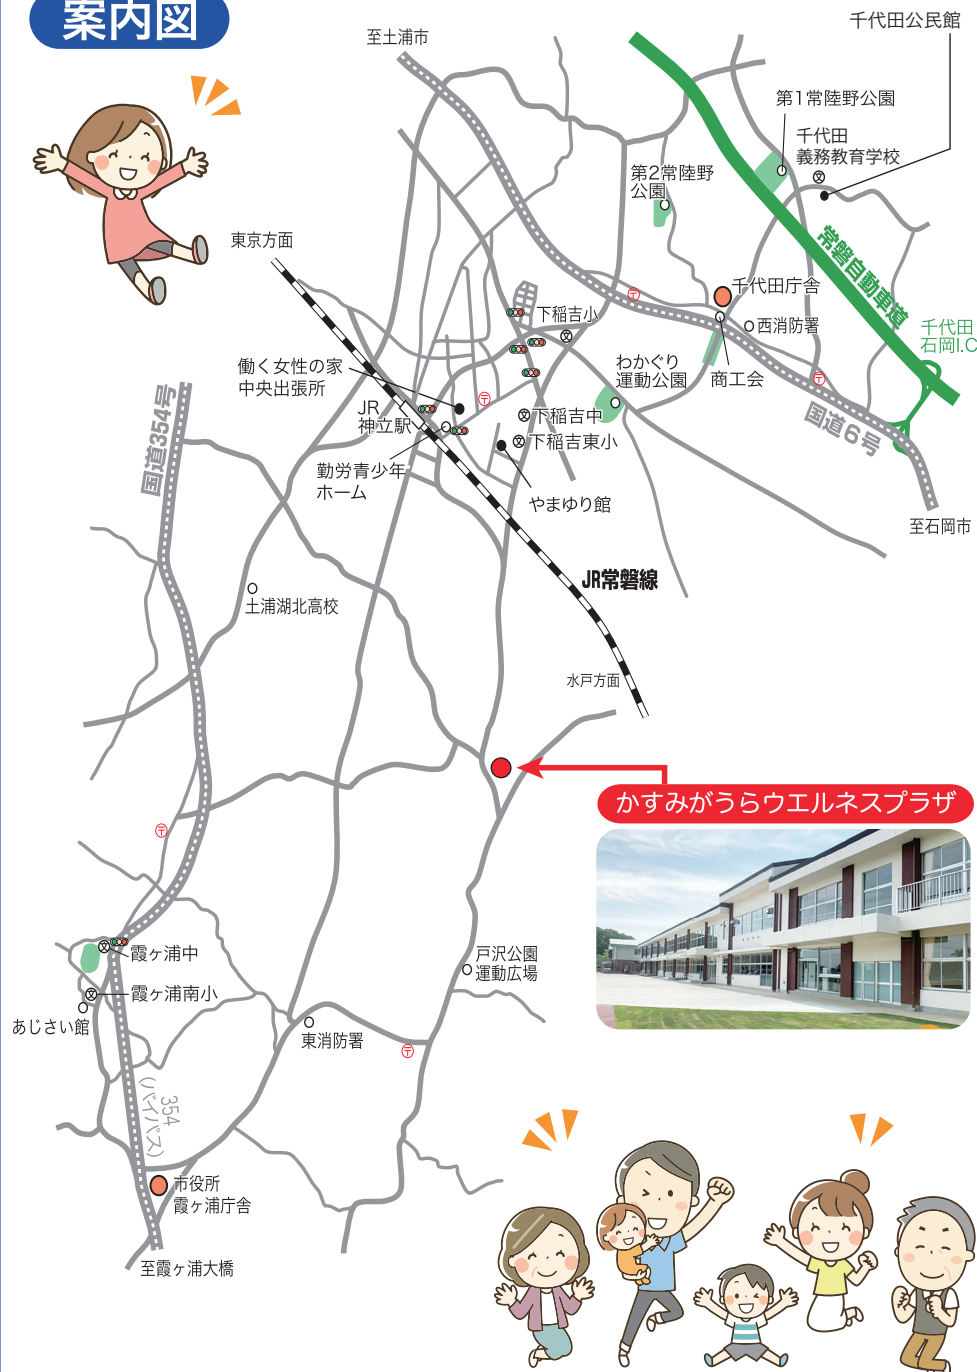 案内図
千代田公民館
至土浦市
第1常陸野公園
千代田
義務教育学校
第2常陸野
公園
東京方面
常磐自動車道
千代田庁舎
下稲吉小
西消防署
千代田
石岡I.C
わかぐり
運動公園
働く女性の家
中央出張所
商工会
国道354号
JR
神立駅
下稲吉中
国道6号
下稲吉東小
勤労青少年
ホーム
やまゆり館
至石岡市
JR常磐線
土浦湖北高校
水戸方面
かすみがうらウエルネスプラザ
霞ヶ浦中
戸沢公園
運動広場
霞ヶ浦南小
あじさい館
東消防署
354
(バイパス)
市役所
霞ヶ浦庁舎
至霞ヶ浦大橋